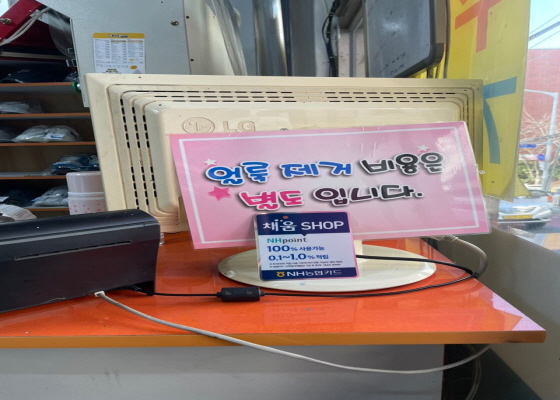 LG
얼룩 제거 비용은
별도 입니다.
채움 SHOP
NHpoint
100% 사용가능
0.1~1.0% 적립
NH농협카드